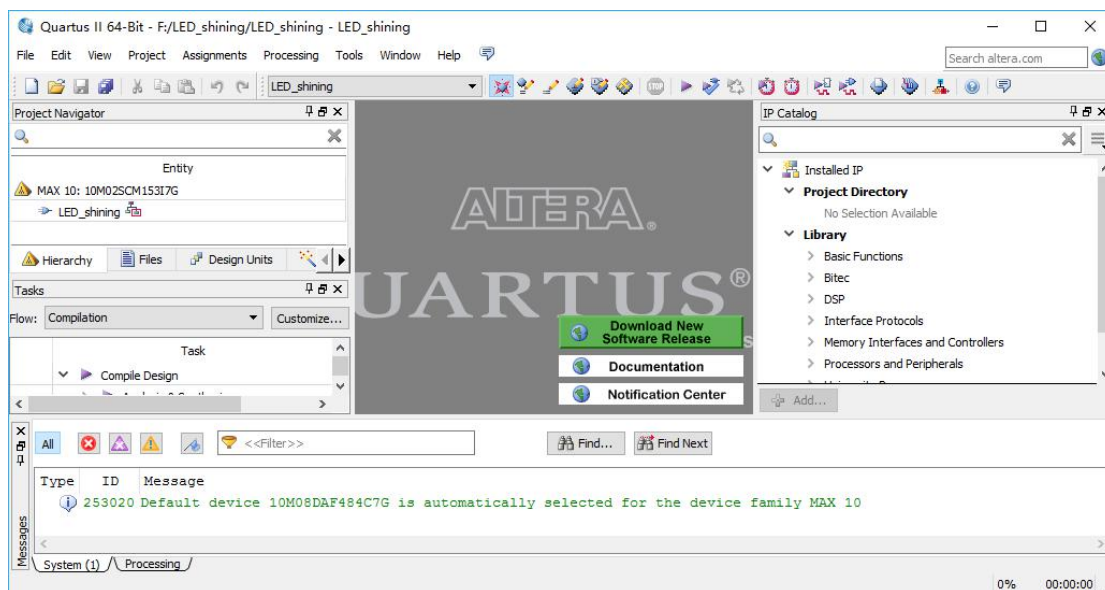 Quartus II 64-Bit - F:/LED_shining/LED_shining - LED_shining
File Edit View Project Assignments Processing Tools Window Help
Search altera.com
LED_shining
Project Navigator
Entity
MAX 10: 10M02SCM153I7G
LED_shining
Hierarchy Files Design Units
Tasks
Flow: Compilation Customize...
Task
Compile Design
ALTERA®
UARTUS®
Download New
Software Release
Documentation
Notification Center
IP Catalog
Installed IP
Project Directory
No Selection Available
Library
Basic Functions
Bitec
DSP
Interface Protocols
Memory Interfaces and Controllers
Processors and Peripherals
Add...
All <<Filter>> Find... Find Next
Type ID Message
253020 Default device 10M08DAF484C7G is automatically selected for the device family MAX 10
Messages
System (1) Processing
0% 00:00:00